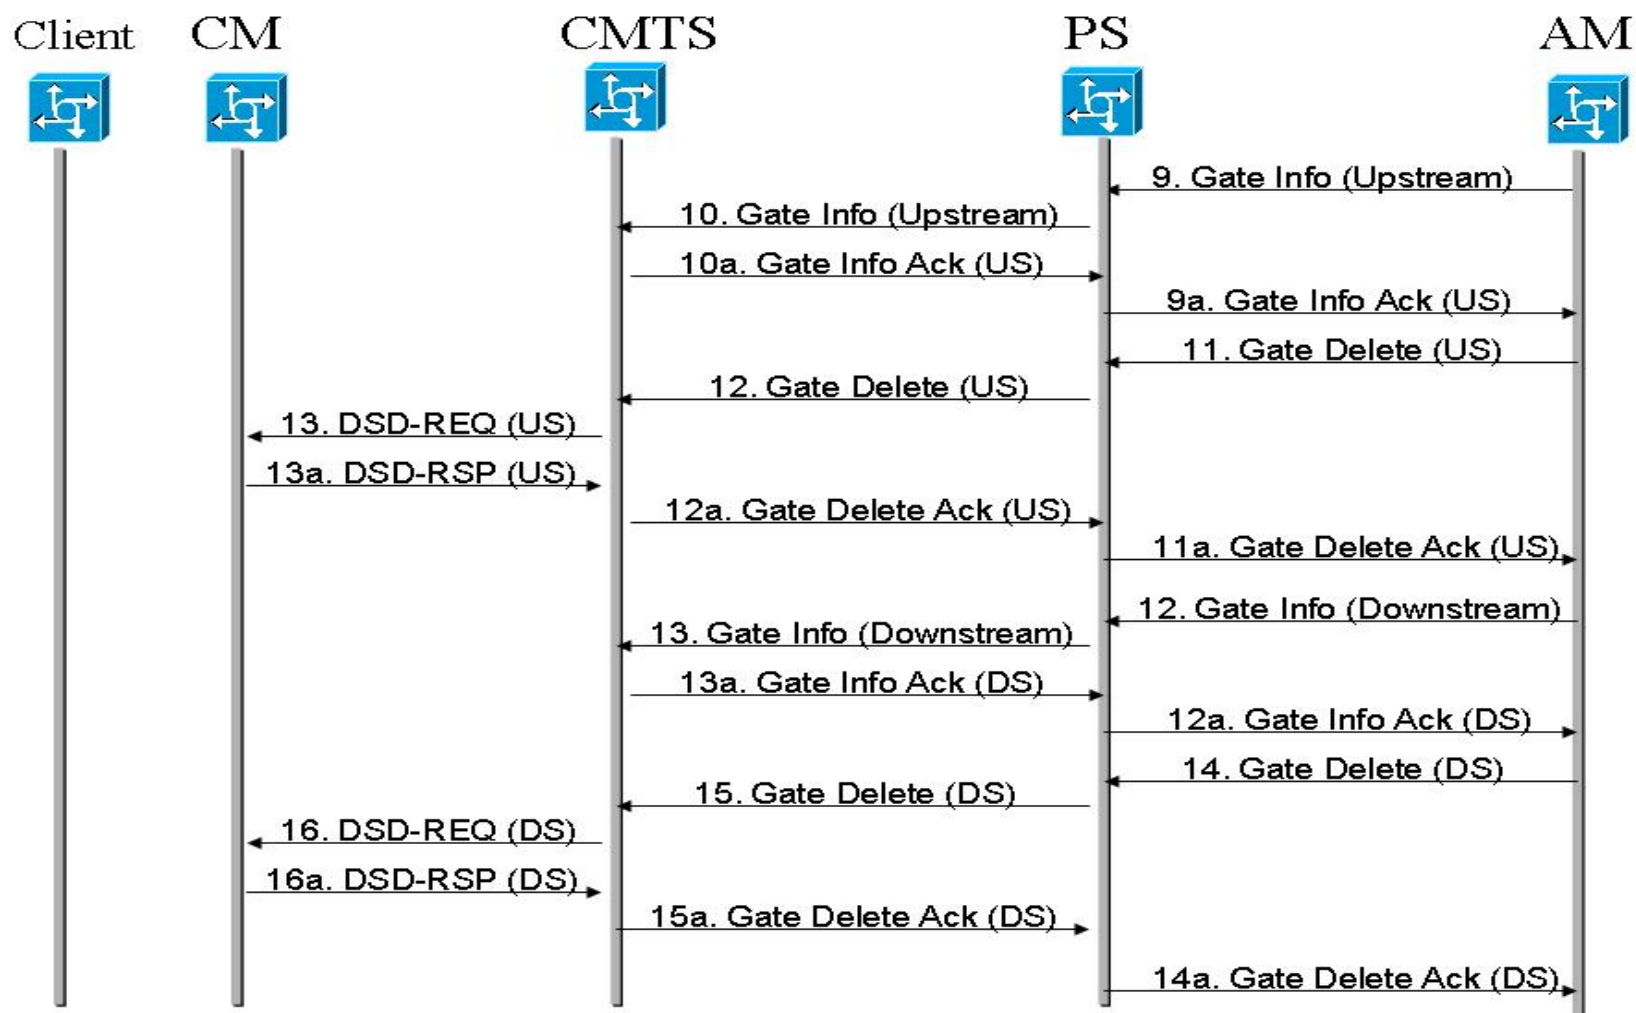 Client CM CMTS PS AM
9. Gate Info (Upstream)
10. Gate Info (Upstream)
10a. Gate Info Ack (US)
9a. Gate Info Ack (US)
11. Gate Delete (US)
12. Gate Delete (US)
13. DSD-REQ (US)
13a. DSD-RSP (US)
12a. Gate Delete Ack (US)
11a. Gate Delete Ack (US)
12. Gate Info (Downstream)
13. Gate Info (Downstream)
13a. Gate Info Ack (DS)
12a. Gate Info Ack (DS)
14. Gate Delete (DS)
15. Gate Delete (DS)
16. DSD-REQ (DS)
16a. DSD-RSP (DS)
15a. Gate Delete Ack (DS)
14a. Gate Delete Ack (DS)